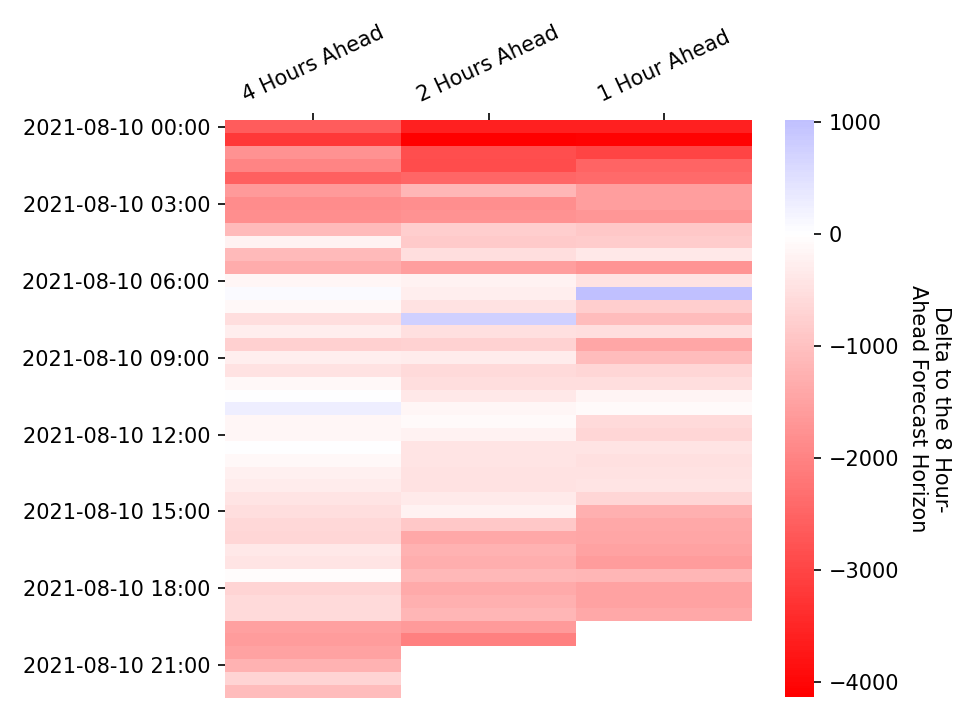 4 Hours Ahead
2 Hours Ahead
1 Hour Ahead
2021-08-10 00:00
2021-08-10 03:00
2021-08-10 06:00
2021-08-10 09:00
2021-08-10 12:00
2021-08-10 15:00
2021-08-10 18:00
2021-08-10 21:00
1000
0
−1000
−2000
−3000
−4000
Delta to the 8 Hour-
Ahead Forecast Horizon